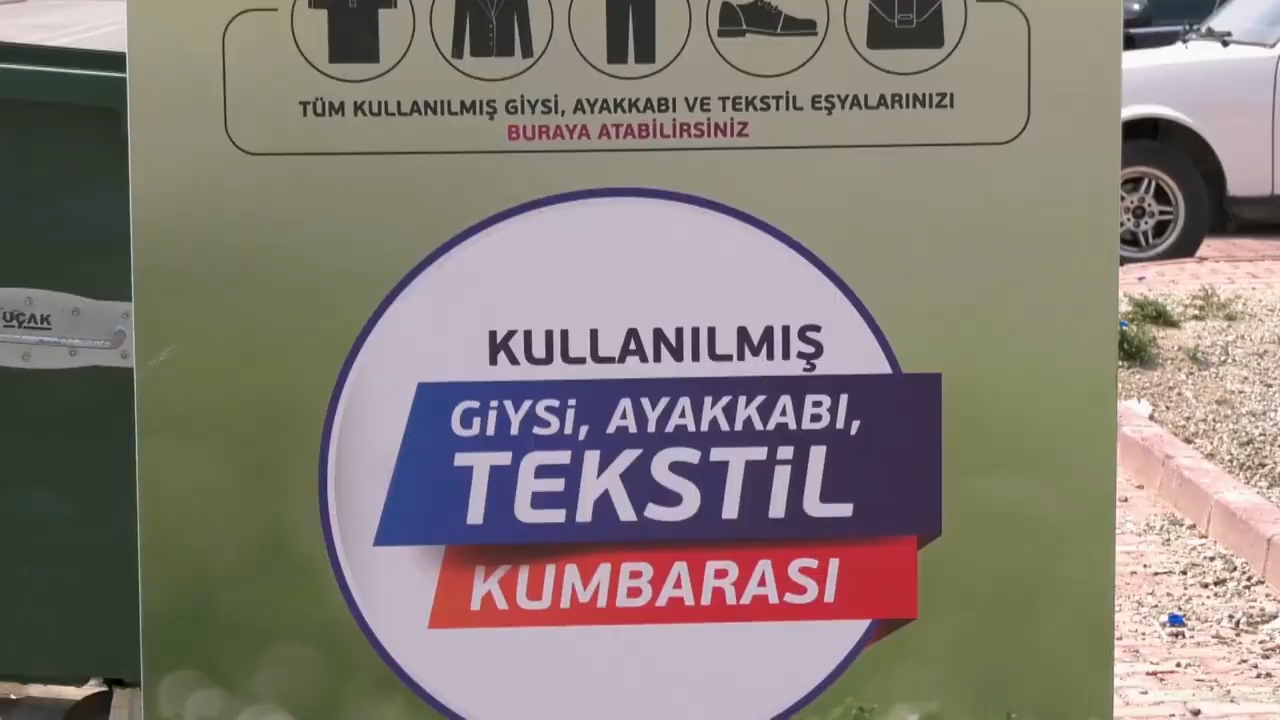 TÜM KULLANILMIŞ GİYSİ, AYAKKABI VE TEKSTİL EŞYALARINIZI
BURAYA ATABİLİRSİNİZ
UÇAK
KULLANILMIŞ
GİYSİ, AYAKKABI,
TEKSTİL
KUMBARASI